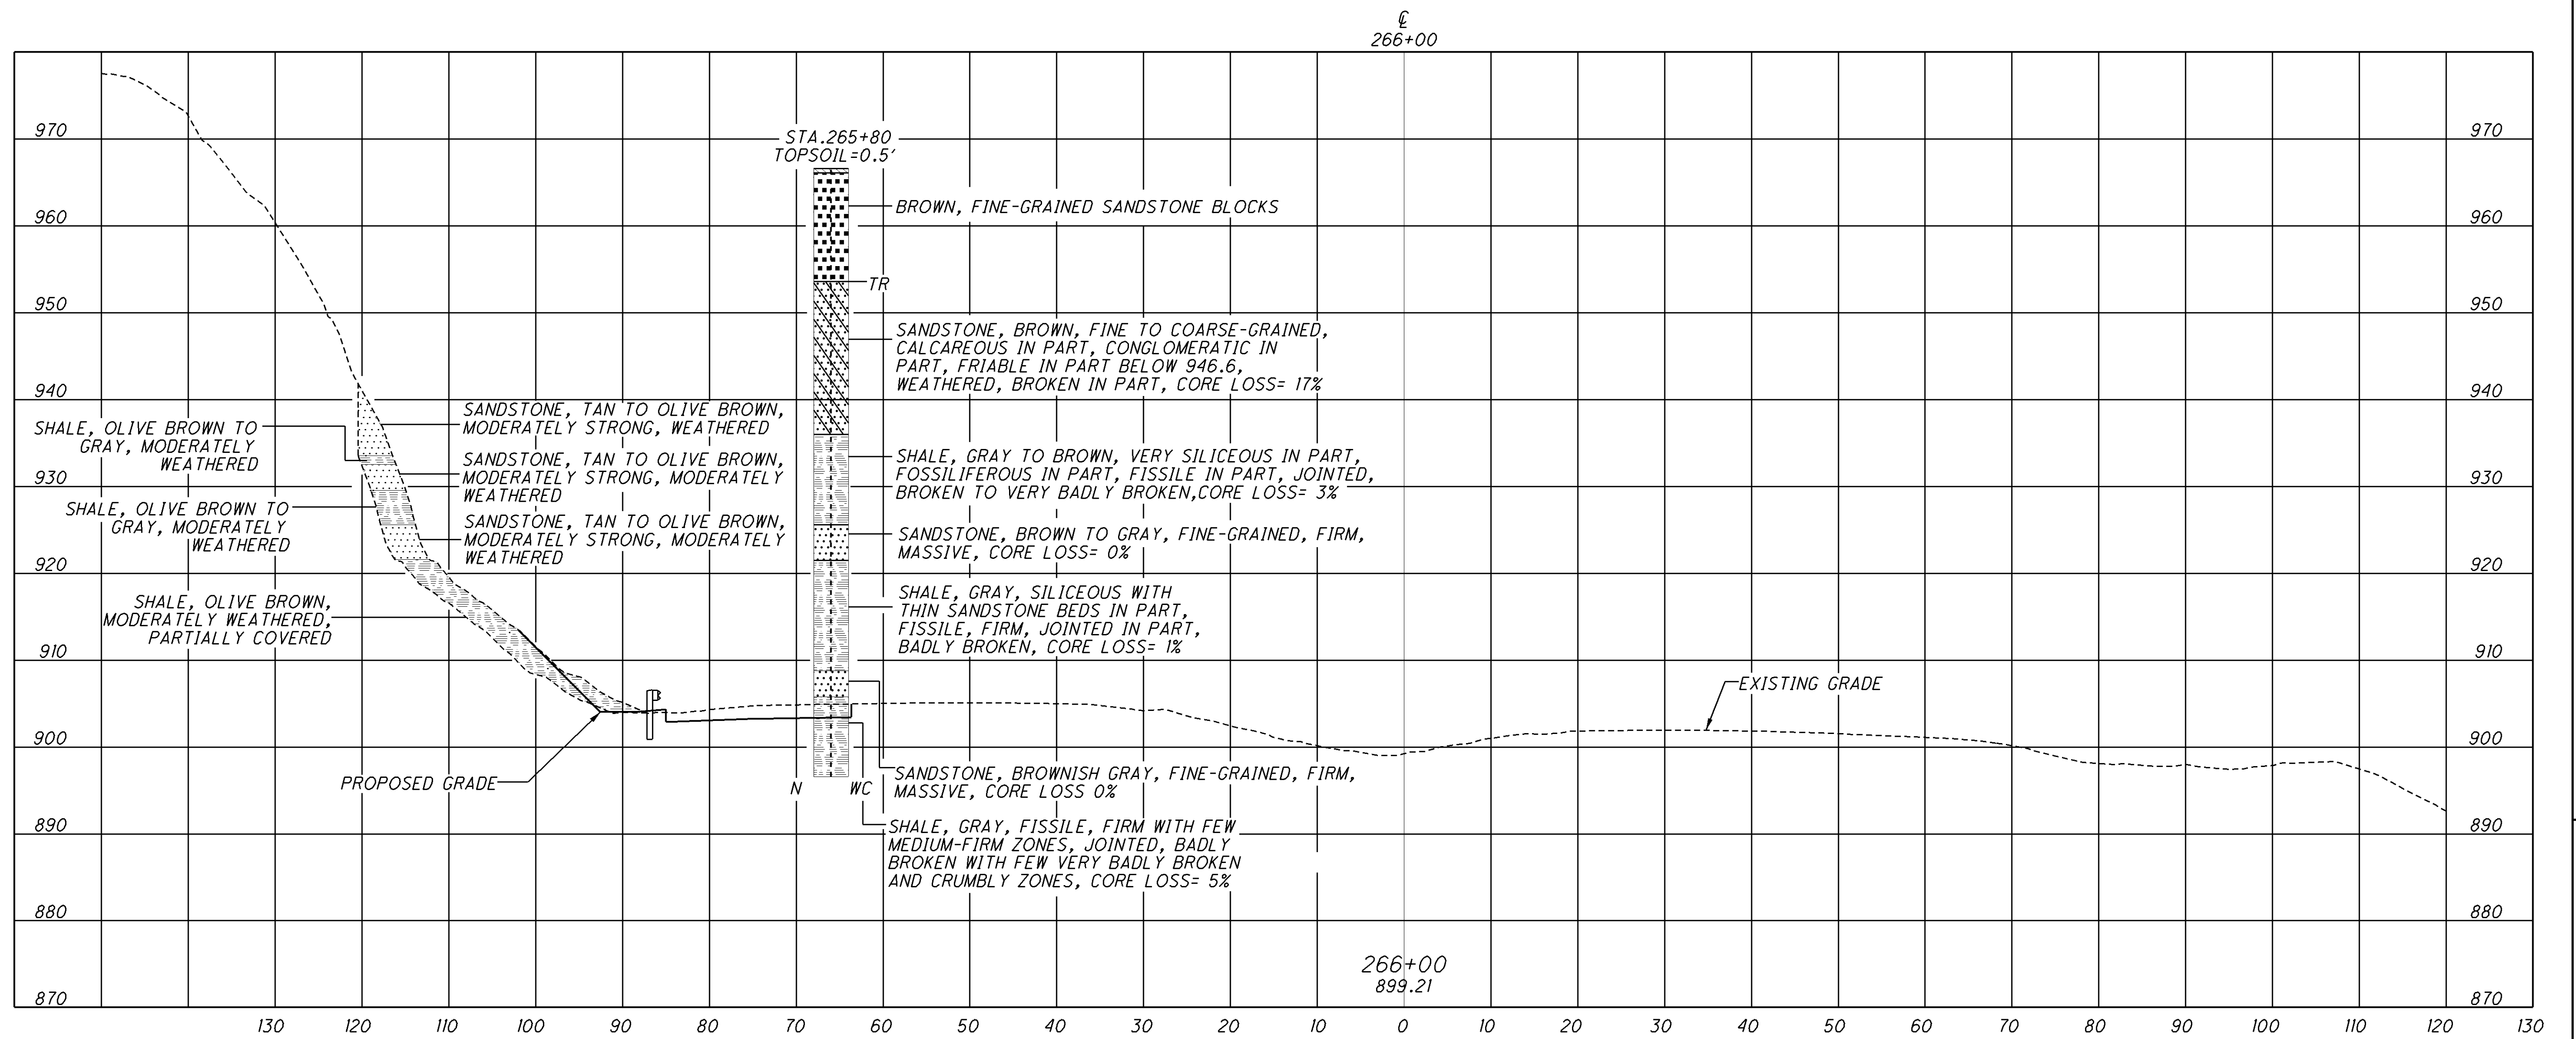 ℄
266+00
970
960
950
940
930
920
910
900
890
880
870
STA.265+80
TOPSOIL=0.5'
BROWN, FINE-GRAINED SANDSTONE BLOCKS
TR
SANDSTONE, BROWN, FINE TO COARSE-GRAINED,
CALCAREOUS IN PART, CONGLOMERATIC IN
PART, FRIABLE IN PART BELOW 946.6,
WEATHERED, BROKEN IN PART, CORE LOSS= 17%
SHALE, GRAY TO BROWN, VERY SILICEOUS IN PART,
FOSSILIFEROUS IN PART, FISSILE IN PART, JOINTED,
BROKEN TO VERY BADLY BROKEN,CORE LOSS= 3%
SANDSTONE, BROWN TO GRAY, FINE-GRAINED, FIRM,
MASSIVE, CORE LOSS= 0%
SHALE, GRAY, SILICEOUS WITH
THIN SANDSTONE BEDS IN PART,
FISSILE, FIRM, JOINTED IN PART,
BADLY BROKEN, CORE LOSS= 1%
SANDSTONE, BROWNISH GRAY, FINE-GRAINED, FIRM,
MASSIVE, CORE LOSS 0%
SHALE, GRAY, FISSILE, FIRM WITH FEW
MEDIUM-FIRM ZONES, JOINTED, BADLY
BROKEN WITH FEW VERY BADLY BROKEN
AND CRUMBLY ZONES, CORE LOSS= 5%
N
WC
SHALE, OLIVE BROWN TO
GRAY, MODERATELY
WEATHERED
SHALE, OLIVE BROWN TO
GRAY, MODERATELY
WEATHERED
SHALE, OLIVE BROWN,
MODERATELY WEATHERED,
PARTIALLY COVERED
SANDSTONE, TAN TO OLIVE BROWN,
MODERATELY STRONG, WEATHERED
SANDSTONE, TAN TO OLIVE BROWN,
MODERATELY STRONG, MODERATELY
WEATHERED
SANDSTONE, TAN TO OLIVE BROWN,
MODERATELY STRONG, MODERATELY
WEATHERED
PROPOSED GRADE
EXISTING GRADE
970
960
950
940
930
920
910
900
890
880
870
266+00
899.21
130 120 110 100 90 80 70 60 50 40 30 20 10 0 10 20 30 40 50 60 70 80 90 100 110 120 130